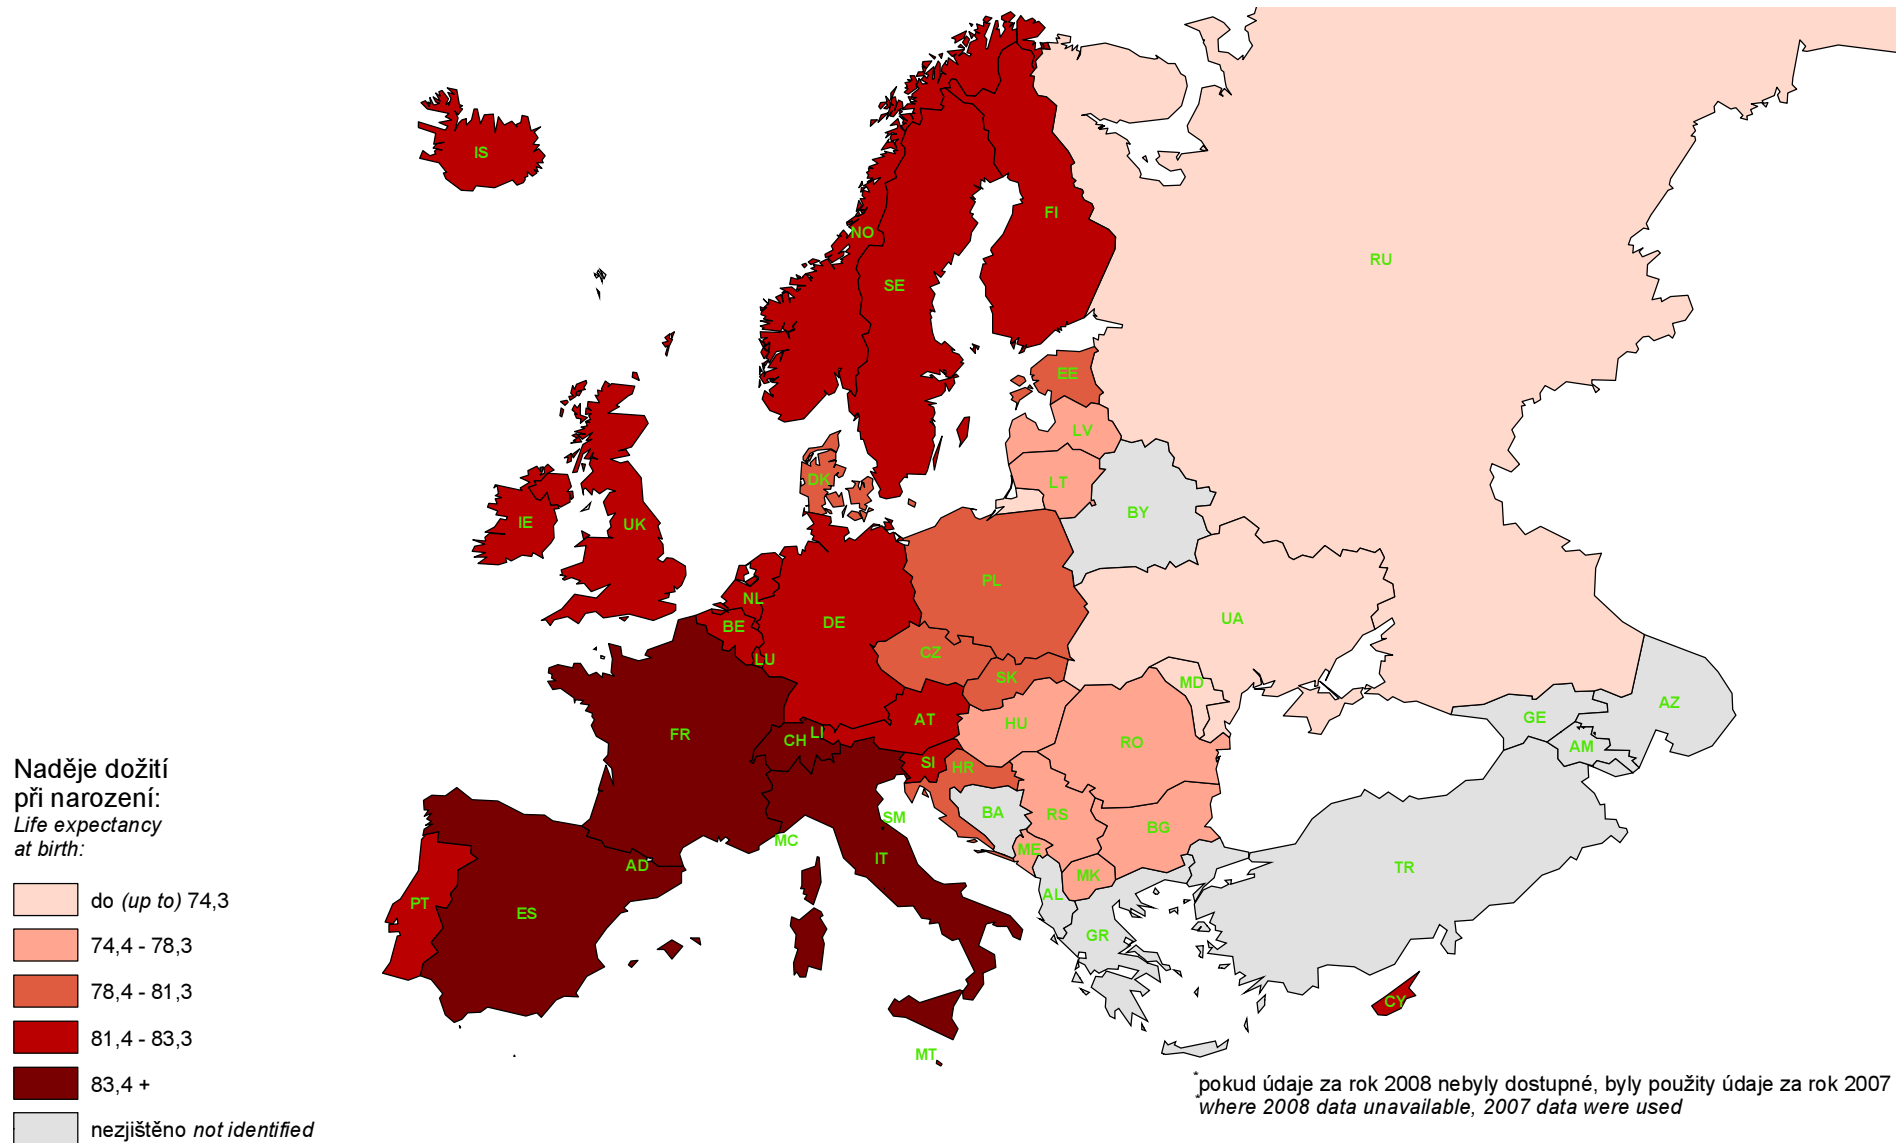 IS
FI
NO
RU
SE
EE
LV
DK
LT
BY
IE
UK
PL
NL
UA
DE
BE
CZ
LU
SK
MD
AZ
AT
GE
HU
FR
LI
CH
RO
AM
SI
HR
BA
RS
SM
BG
MC
ME
IT
AD
TR
MK
AL
PT
ES
GR
CY
MT
Naděje dožití
při narození:
Life expectancy
at birth:
do (up to) 74,3
74,4 - 78,3
78,4 - 81,3
81,4 - 83,3
83,4 +
nezjištěno not identified
*pokud údaje za rok 2008 nebyly dostupné, byly použity údaje za rok 2007
*where 2008 data unavailable, 2007 data were used